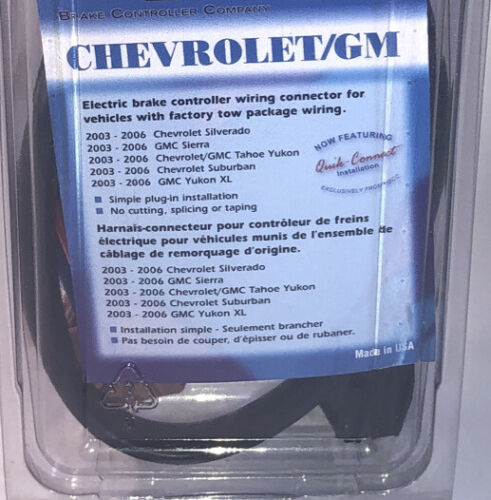 BRAKE CONTROLLER COMPANY
CHEVROLET/GM
Electric brake controller wiring connector for
vehicles with factory tow package wiring.
2003 - 2006 Chevrolet Silverado
2003 - 2006 GMC Sierra
2003 - 2006 Chevrolet/GMC Tahoe Yukon
2003 - 2006 Chevrolet Suburban
2003 - 2006 GMC Yukon XL
NOW FEATURING
Quik-Connect
Installation
EXCLUSIVELY FROM
Simple plug-in installation
No cutting, splicing or taping
Harnais-connecteur pour contrôleur de freins
électrique pour véhicules munis de l'ensemble de
câblage de remorquage d'origine.
2003 - 2006 Chevrolet Silverado
2003 - 2006 GMC Sierra
2003 - 2006 Chevrolet/GMC Tahoe Yukon
2003 - 2006 Chevrolet Suburban
2003 - 2006 GMC Yukon XL
Installation simple - Seulement brancher
Pas besoin de couper, d'épisser ou de rubaner.
Made in USA